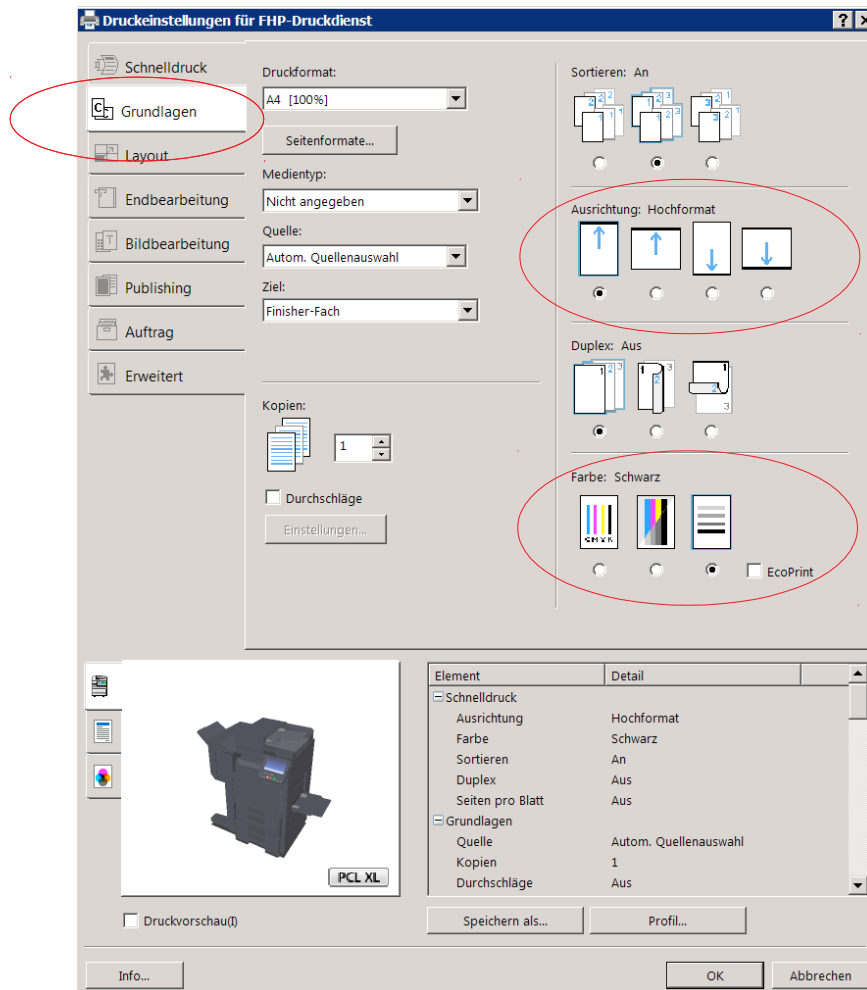 Druckeinstellungen für FHP-Druckdienst
Schnelldruck
Grundlagen
Layout
Endbearbeitung
Bildbearbeitung
Publishing
Auftrag
Erweitert
Druckformat:
A4 [100%]
Seitenformate...
Medientyp:
Nicht angegeben
Quelle:
Autom. Quellenauswahl
Ziel:
Finisher-Fach
Kopien:
1
Durchschläge
Einstellungen...
Sortieren: An
Ausrichtung: Hochformat
Duplex: Aus
Farbe: Schwarz
CMYK
EcoPrint
PCL XL
Druckvorschau(I)
Element Detail
Schnelldruck
Ausrichtung Hochformat
Farbe Schwarz
Sortieren An
Duplex Aus
Seiten pro Blatt Aus
Grundlagen
Quelle Autom. Quellenauswahl
Kopien 1
Durchschläge Aus
Speichern als... Profil...
Info... OK Abbrechen